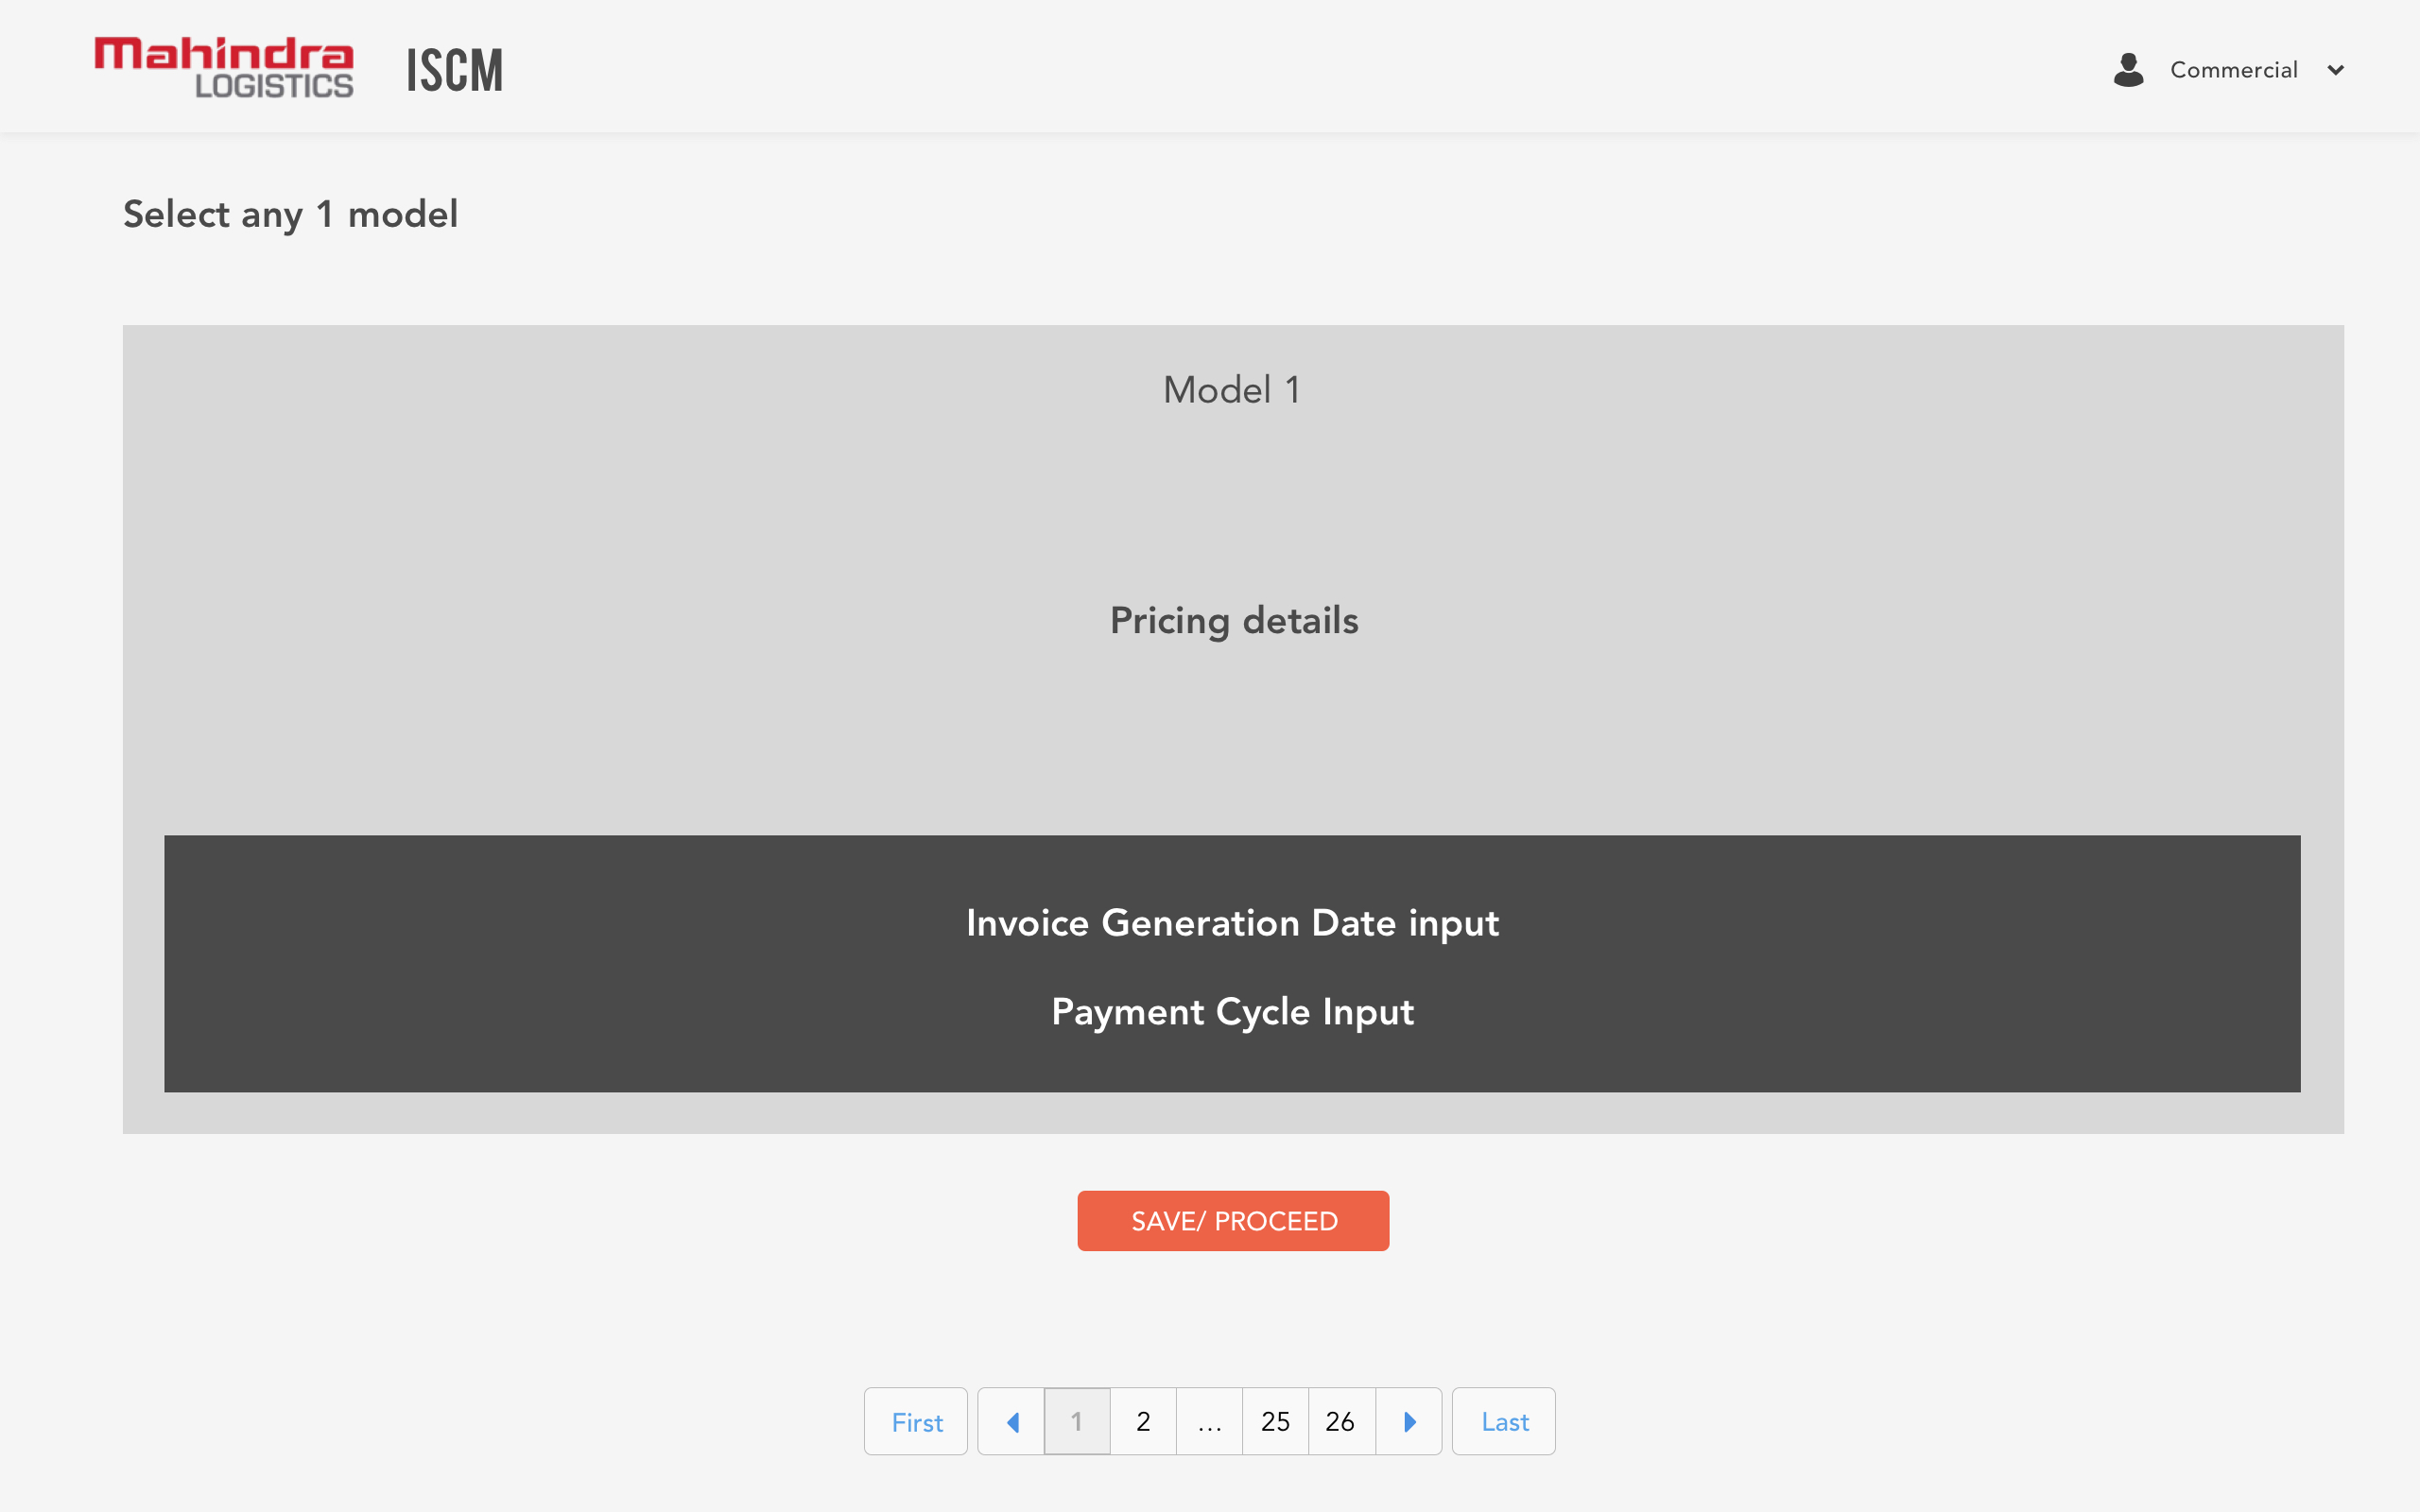 Mahindra
LOGISTICS
ISCM
Commercial
Select any 1 model
Model 1
Pricing details
Invoice Generation Date input
Payment Cycle Input
SAVE/ PROCEED
First 1 2 ... 25 26 Last